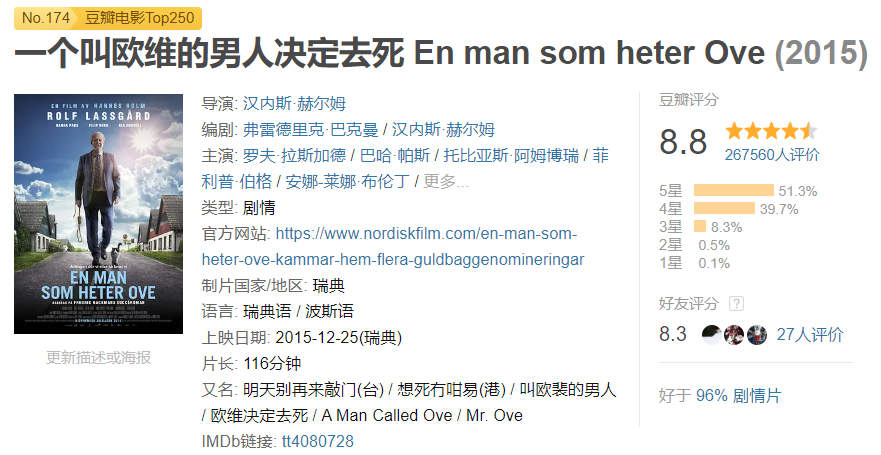 No.174 豆瓣电影Top250
一个叫欧维的男人决定去死 En man som heter Ove (2015)
EN FILM AV HANNES HOLM
ROLF LASSGÅRD
BAHAR PARS FILIP BERG IDA ENGVOLL
EN MAN
SOM HETER OVE
BASERAD PÅ FREDRIK BACKMANS SUCCÉROMAN
更新描述或海报
导演: 汉内斯·赫尔姆
编剧: 弗雷德里克·巴克曼 / 汉内斯·赫尔姆
主演: 罗夫·拉斯加德 / 巴哈·帕斯 / 托比亚斯·阿姆博瑞 / 菲
利普·伯格 / 安娜-莱娜·布伦丁 / 更多...
类型: 剧情
官方网站: https://www.nordiskfilm.com/en-man-som-
heter-ove-kammar-hem-flera-guldbaggenomineringar
制片国家/地区: 瑞典
语言: 瑞典语 / 波斯语
上映日期: 2015-12-25(瑞典)
片长: 116分钟
又名: 明天别再来敲门(台) / 想死冇咁易(港) / 叫欧裴的男人
/ 欧维决定去死 / A Man Called Ove / Mr. Ove
IMDb链接: tt4080728
豆瓣评分
8.8
267560人评价
5星 51.3%
4星 39.7%
3星 8.3%
2星 0.5%
1星 0.1%
好友评分 ?
8.3 27人评价
好于 96% 剧情片